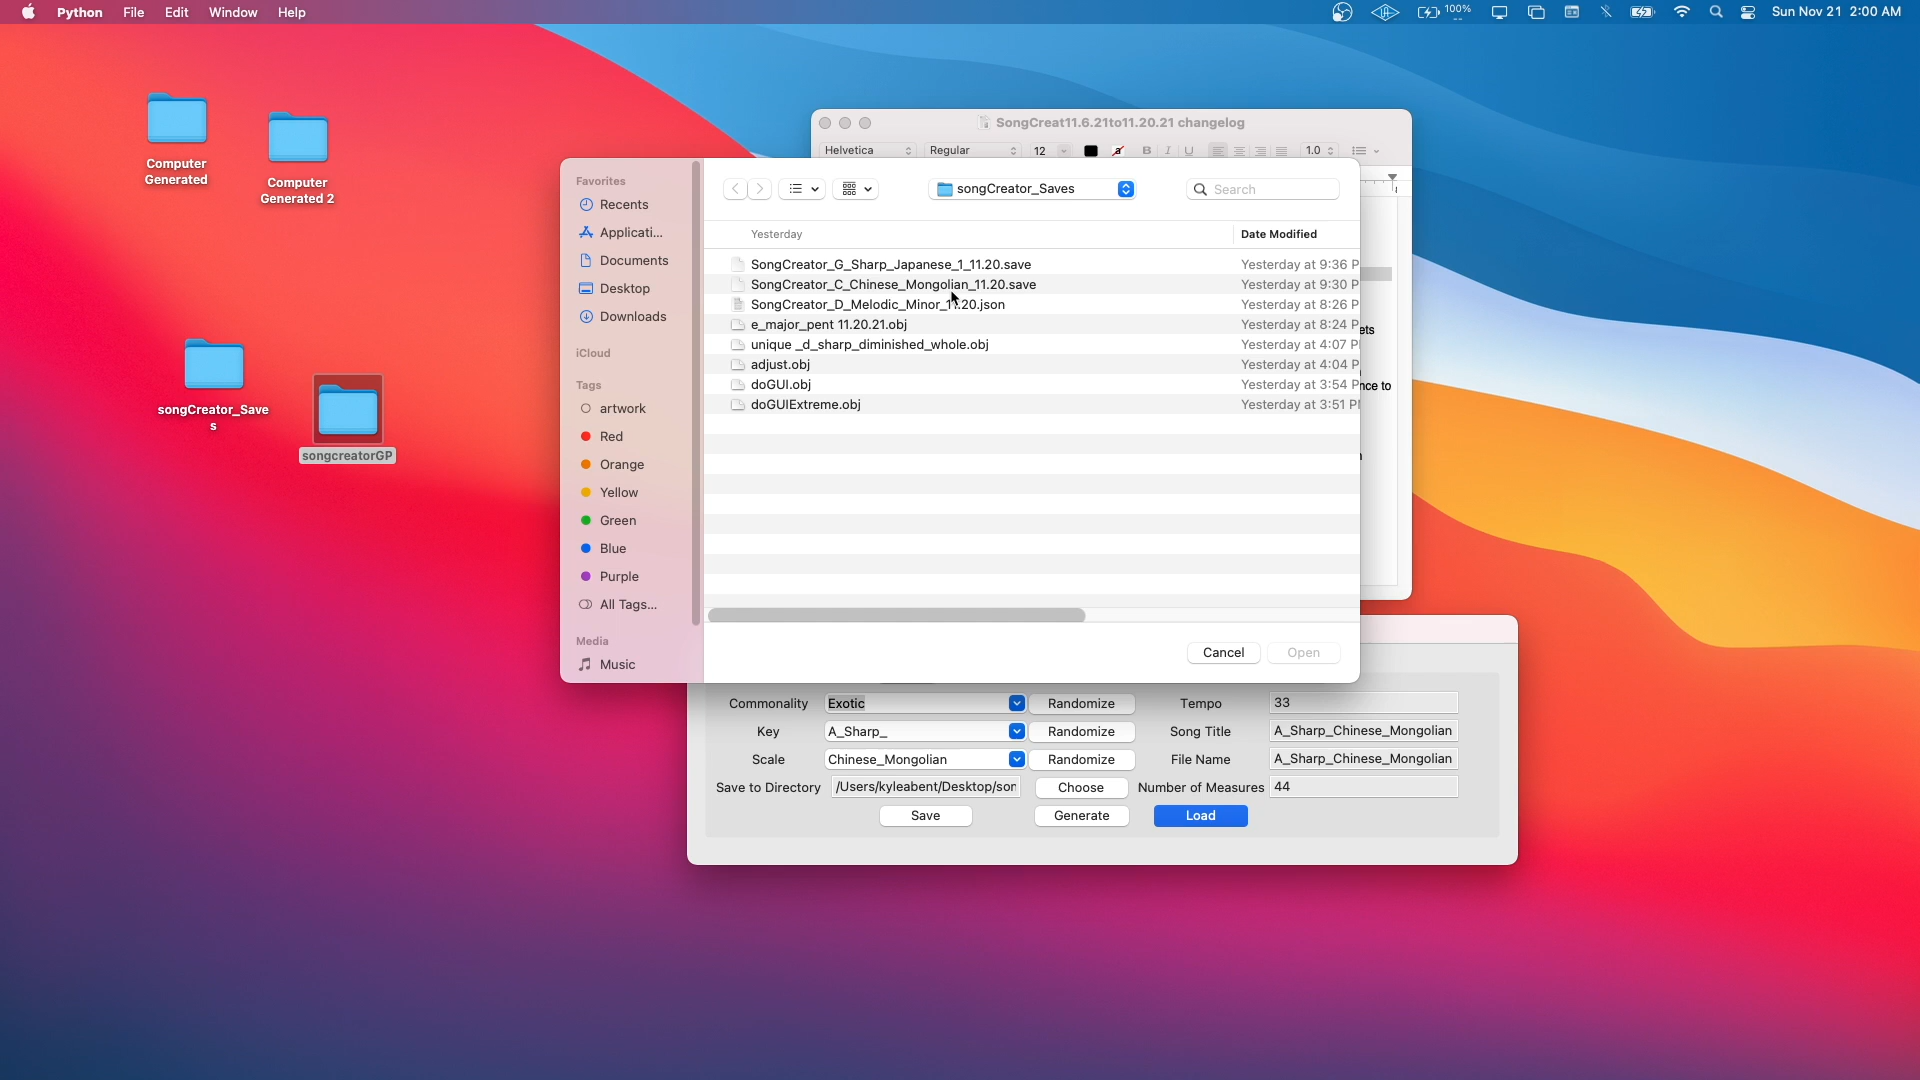 Python File Edit Window Help
100%
Sun Nov 21 2:00 AM
Computer
Generated
Computer
Generated 2
songCreator_Save
s
songcreatorGP
SongCreat11.6.21to11.20.21 changelog
Helvetica Regular 12 a B I U 1.0
Favorites
Recents
Applicati...
Documents
Desktop
Downloads
iCloud
Tags
artwork
Red
Orange
Yellow
Green
Blue
Purple
All Tags...
Media
Music
songCreator_Saves
Search
Yesterday Date Modified
SongCreator_G_Sharp_Japanese_1_11.20.save Yesterday at 9:36 P
SongCreator_C_Chinese_Mongolian_11.20.save Yesterday at 9:30 P
SongCreator_D_Melodic_Minor_11.20.json Yesterday at 8:26 P
e_major_pent 11.20.21.obj Yesterday at 8:24 P
unique _d_sharp_diminished_whole.obj Yesterday at 4:07 P
adjust.obj Yesterday at 4:04 P
doGUI.obj Yesterday at 3:54 P
doGUIExtreme.obj Yesterday at 3:51 P
ets
nce to
Cancel Open
Commonality Exotic Randomize Tempo 33
Key A_Sharp_ Randomize Song Title A_Sharp_Chinese_Mongolian
Scale Chinese_Mongolian Randomize File Name A_Sharp_Chinese_Mongolian
Save to Directory /Users/kyleabent/Desktop/son Choose Number of Measures 44
Save Generate Load